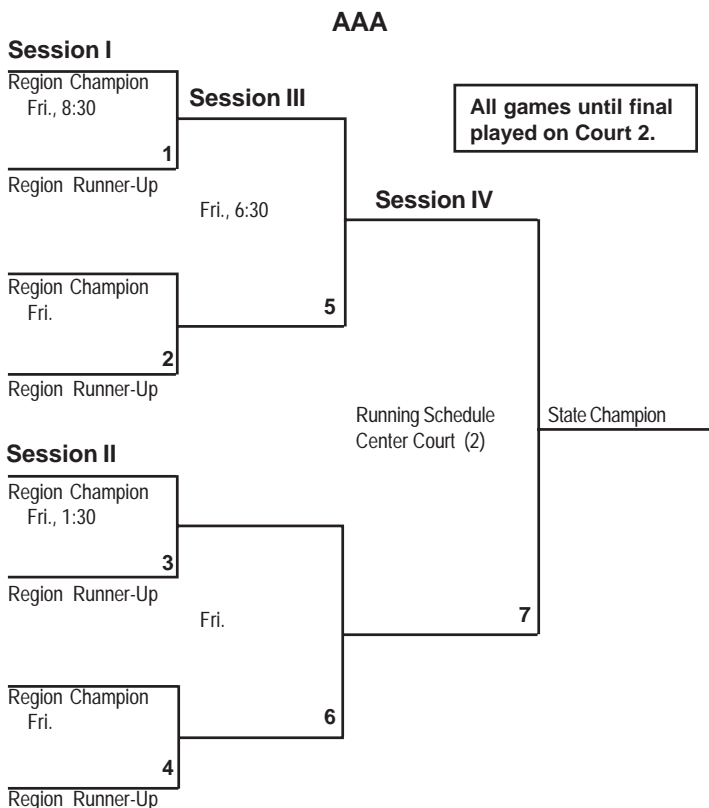 AAA
Session I
Region Champion
Fri., 8:30
1
Region Runner-Up
Session III
All games until final
played on Court 2.
Fri., 6:30
Session IV
Region Champion
Fri.
5
2
Region Runner-Up
Running Schedule
Center Court (2)
State Champion
Session II
Region Champion
Fri., 1:30
3
Region Runner-Up
Fri.
7
Region Champion
Fri.
6
4
Region Runner-Up